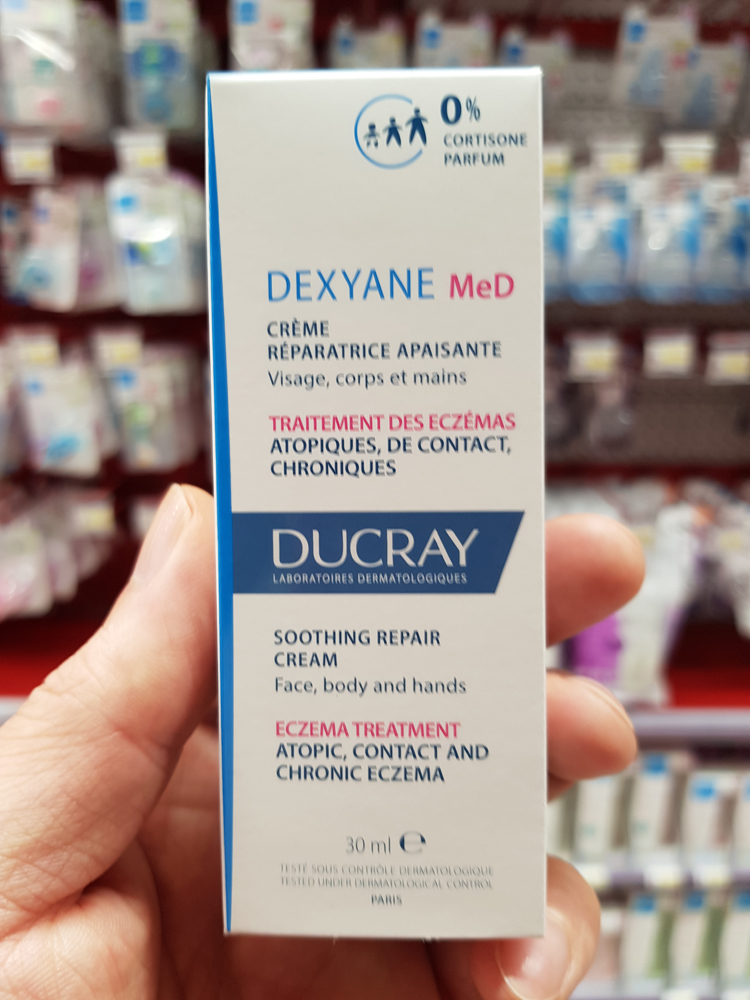 0%
CORTISONE
PARFUM
DEXYANE MeD
CRÈME
RÉPARATRICE APAISANTE
Visage, corps et mains
TRAITEMENT DES ECZÉMAS
ATOPIQUES, DE CONTACT,
CHRONIQUES
DUCRAY
LABORATOIRES DERMATOLOGIQUES
SOOTHING REPAIR
CREAM
Face, body and hands
ECZEMA TREATMENT
ATOPIC, CONTACT AND
CHRONIC ECZEMA
30 ml ℮
TESTÉ SOUS CONTRÔLE DERMATOLOGIQUE
TESTED UNDER DERMATOLOGICAL CONTROL
PARIS